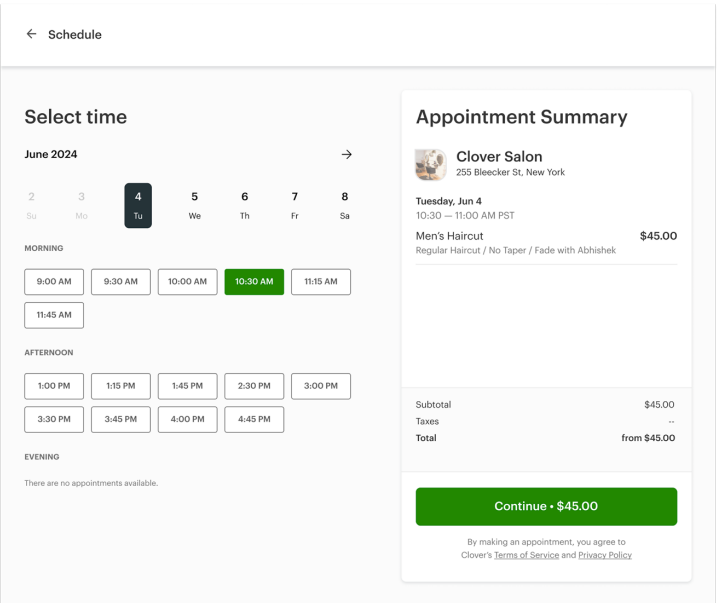 ← Schedule
Select time
June 2024 →
2 3 4 5 6 7 8
Su Mo Tu We Th Fr Sa
MORNING
9:00 AM 9:30 AM 10:00 AM 10:30 AM 11:15 AM
11:45 AM
AFTERNOON
1:00 PM 1:15 PM 1:45 PM 2:30 PM 3:00 PM
3:30 PM 3:45 PM 4:00 PM 4:45 PM
EVENING
There are no appointments available.
Appointment Summary
Clover Salon
255 Bleecker St, New York
Tuesday, Jun 4
10:30 — 11:00 AM PST
Men's Haircut $45.00
Regular Haircut / No Taper / Fade with Abhishek
Subtotal $45.00
Taxes --
Total from $45.00
Continue • $45.00
By making an appointment, you agree to
Clover's Terms of Service and Privacy Policy